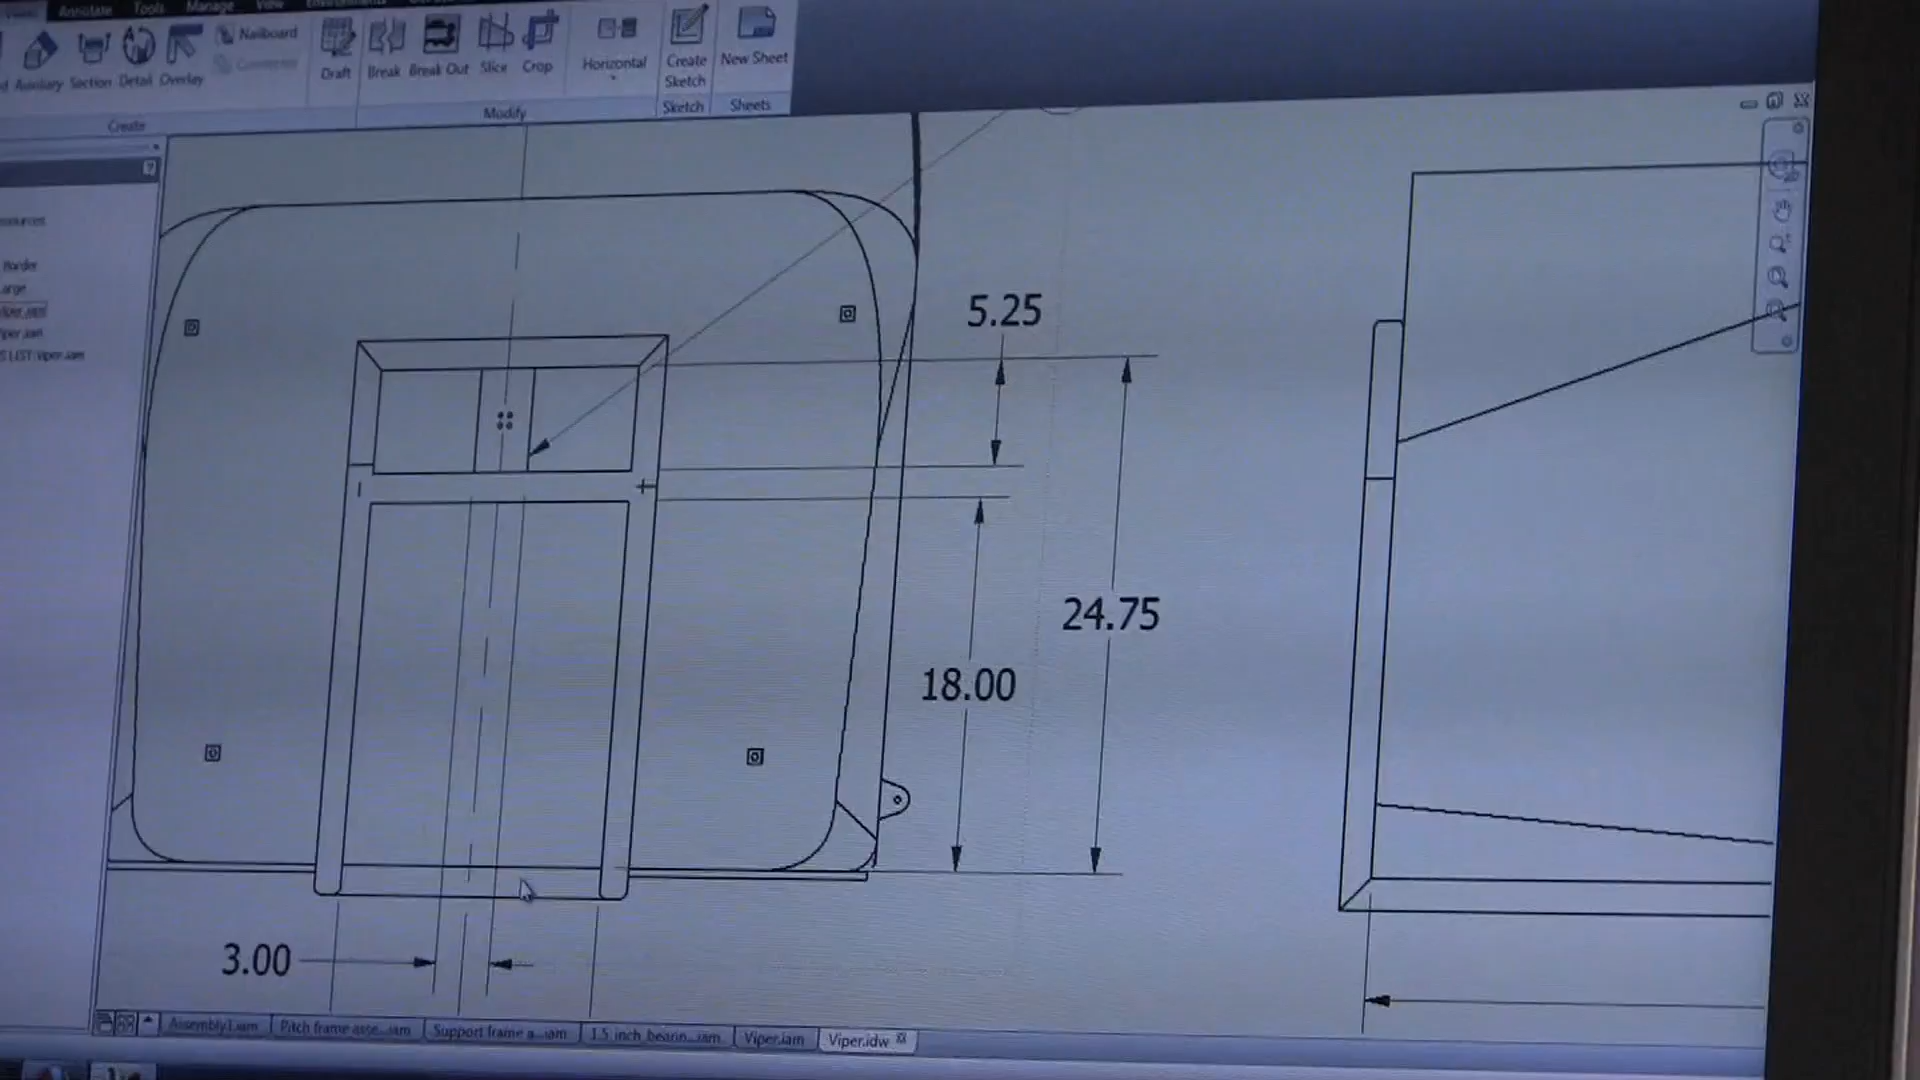 Annotate Tools Manage View
Nailboard
Auxiliary Section Detail Overlay
Draft Break Break Out Slice Crop
Horizontal
Create Sketch
New Sheet
Create
Modify
Sketch
Sheets
Border
Viper.iam
5.25
24.75
18.00
3.00
Assembly1.iam
Pitch frame asse...iam
Support frame a...iam
1.5 inch bearin...iam
Viper.iam
Viper.idw